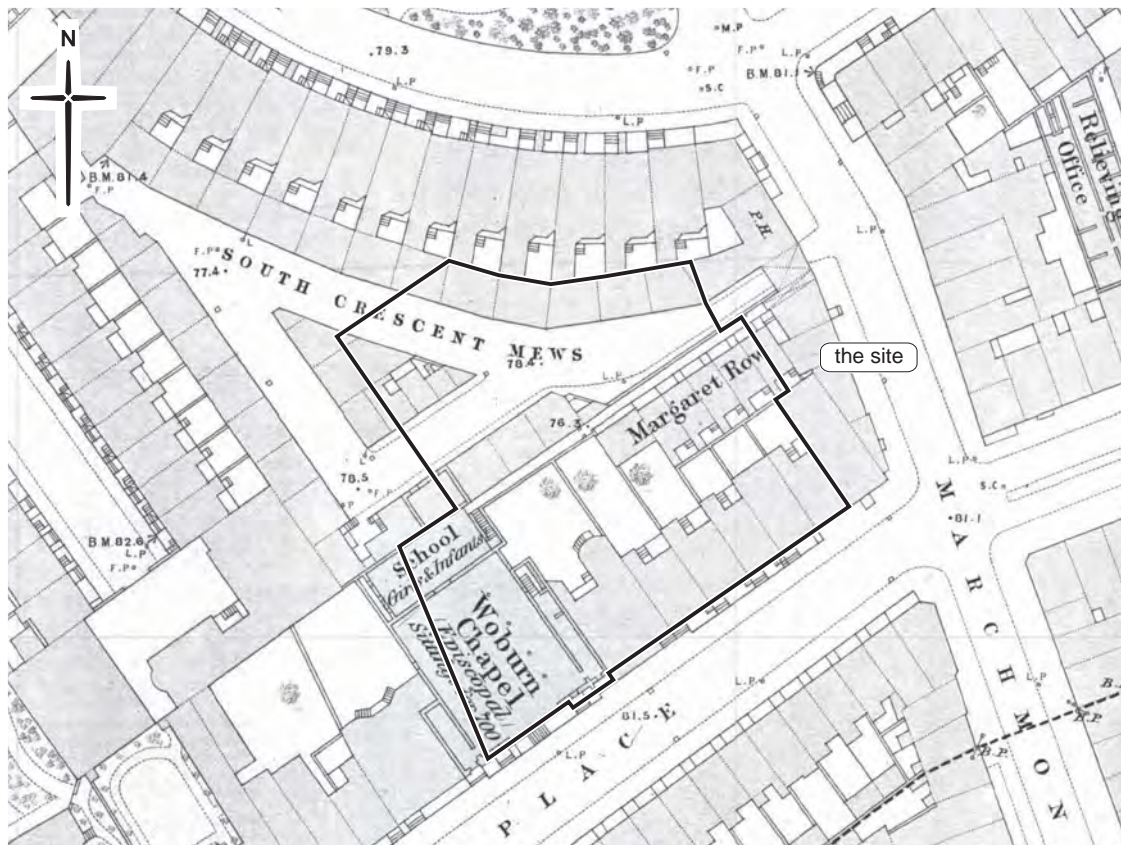 N
79.3
L.P
M.P
F.P
L.P
B.M.81.1
S.C
L.P
F.P
Relieving
Office
B.M.81.4
F.P
P.H.
L.P
L
F.P
77.4
SOUTH CRESCENT MEWS
78.4
the site
L.P
Margaret Row
76.3
L
78.5
F.P
P
L.P
S.C
81.1
MARCHMON
B.M.82.6
L.P
F.P
School
Girls & Infants
Woburn
Chapel
(Episcopal)
700
81.5
L.P
PLACE
L.P
L.P
B.P.
B.P.